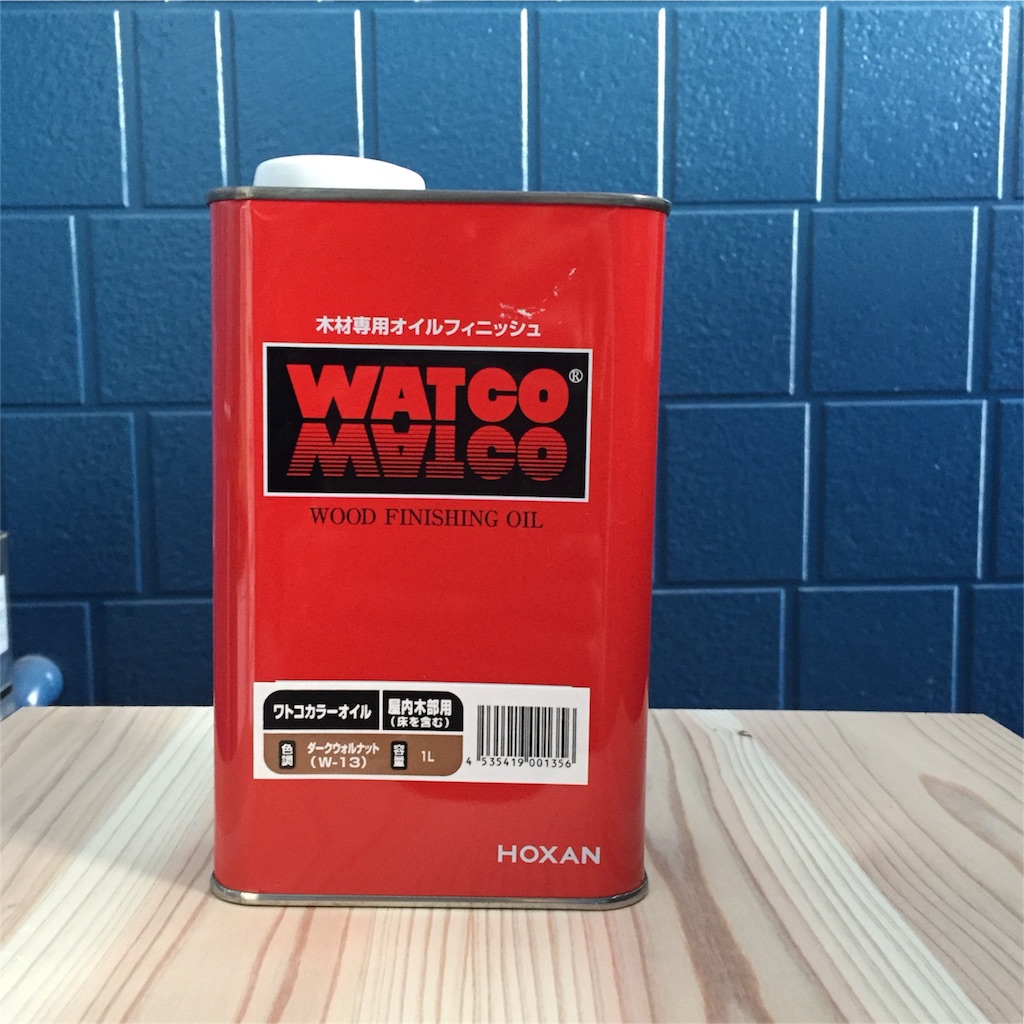 木材専用オイルフィニッシュ
WATCO®
WATCO
WOOD FINISHING OIL
ワトコカラーオイル
屋内木部用
(床を含む)
色調
ダークウォルナット
(W-13)
容量
1L
4 535419 001356
HOXAN